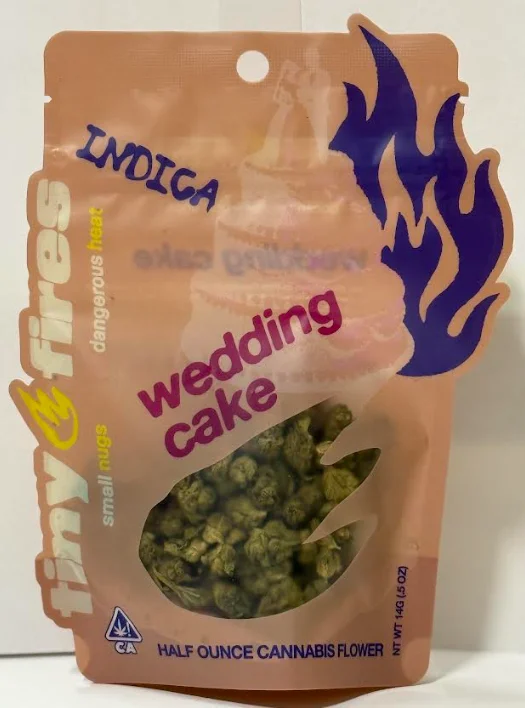 INDICA
tiny fires
small nugs dangerous heat
wedding cake
wedding
cake
CA
HALF OUNCE CANNABIS FLOWER
NT WT 14G (.5 OZ)